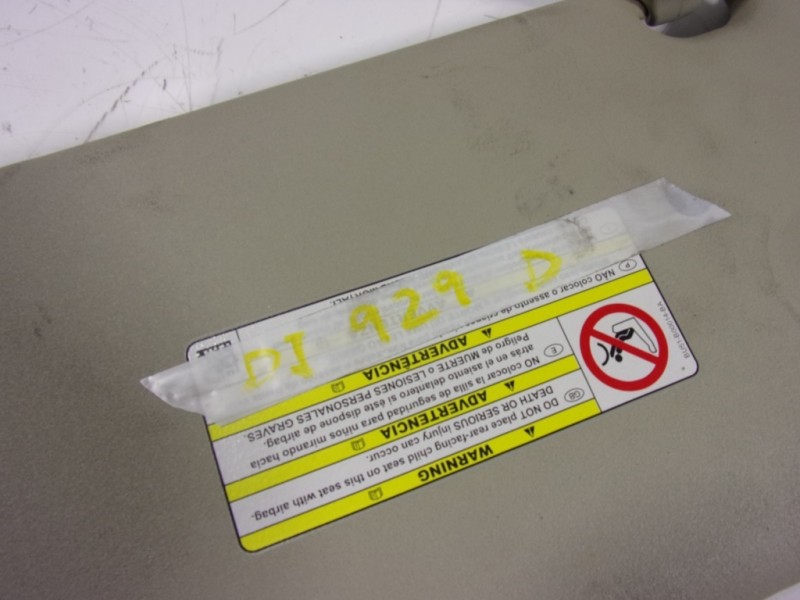 DI 929 D
WARNING
DO NOT place rear-facing child seat on this seat with airbag.
DEATH OR SERIOUS injury can occur.
GB
ADVERTENCIA
NO colocar la silla de seguridad para niños mirando hacia
atrás en el asiento delantero si éste dispone de airbag.
Peligro de MUERTE o LESIONES PERSONALES GRAVES.
E
ADVERTÊNCIA
NÃO colocar o assento de
P